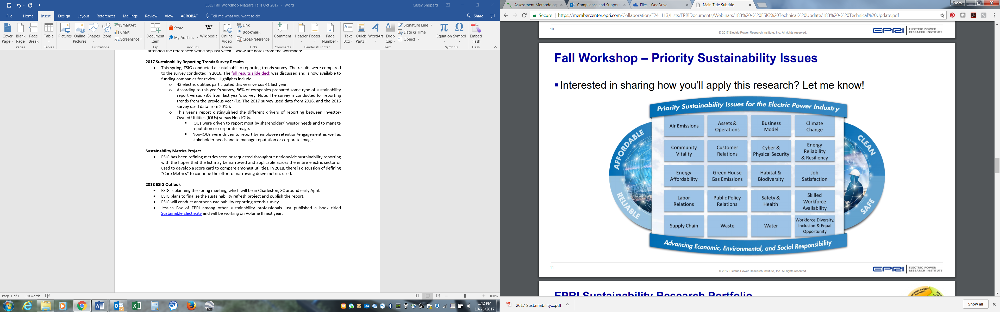 ESIG Fall Workshop Niagara Falls Oct 2017 - Word
Casey Shepard
File Home Insert Design Layout References Mailings Review View ACROBAT Tell me what you want to do Share
Cover Page
Blank Page
Page Break
Pages
Table
Tables
Pictures
Online Pictures
Shapes
Icons
SmartArt
Chart
Screenshot
Illustrations
Document Item
Tap
Store
My Add-ins
Wikipedia
Add-ins
Online Video
Media
Link
Bookmark
Cross-reference
Links
Comment
Comments
Header
Footer
Page Number
Header & Footer
Text Box
Quick Parts
WordArt
Drop Cap
Signature Line
Date & Time
Object
Text
Equation
Symbol
Symbols
Embed Flash
Flash
I attended the referenced workshop last week. Below are notes from the workshop:
2017 Sustainability Reporting Trends Survey Results
• This spring, ESIG conducted a sustainability reporting trends survey. The results were compared
to the survey conducted in 2016. The full results slide deck was discussed and is now available to
funding companies for review. Highlights include:
o 43 electric utilities participated this year versus 41 last year.
o According to this year's survey, 86% of companies prepared some type of sustainability
report versus 78% from last year's survey. Note: The survey is conducted for reporting
trends from the previous year (i.e. The 2017 survey used data from 2016, and the 2016
survey used data from 2015).
o This year's report distinguished the different drivers of reporting between Investor-
Owned Utilities (IOUs) versus Non-IOUs.
▪ IOUs were driven to report most by shareholder/investor needs and to manage
reputation or corporate image.
▪ Non-IOUs were driven to report by employee retention/engagement as well as
stakeholder needs and to manage reputation or corporate image.
Sustainability Metrics Project
• ESIG has been refining metrics seen or requested throughout nationwide sustainability reporting
with the hopes that the list may be narrowed and applicable across the entire electric sector or
used to develop a score card to compare amongst utilities. In 2018, there is discussion of defining
“Core Metrics” to continue the effort of narrowing down metrics used.
2018 ESIG Outlook
• ESIG is planning the spring meeting, which will be in Charleston, SC around early April.
• ESIG plans to finalize the sustainability refresh project and publish the report.
• ESIG will conduct another sustainability reporting trends survey.
• Jessica Fox of EPRI among other sustainability professionals just published a book titled
Sustainable Electricity and will be working on Volume II next year.
Page 1 of 1 320 words
100%
1:42 PM
10/23/2017
Assessment Methodolog
Compliance and Support
Files - OneDrive
Main Title Subtitle
Casey
Secure
https://membercenter.epri.com/Collaboration/E241113/Lists/EPRIDocuments/Webinars/183%20-%20ESIG%20Technical%20Update/183%20-%20Technical%20Update.pdf
10
© 2017 Electric Power Research Institute, Inc. All rights reserved.
EPRI ELECTRIC POWER
RESEARCH INSTITUTE
Fall Workshop – Priority Sustainability Issues
▪ Interested in sharing how you'll apply this research? Let me know!
Priority Sustainability Issues for the Electric Power Industry
AFFORDABLE
RELIABLE
CLEAN
SAFE
Air Emissions
Assets &
Operations
Business
Model
Climate
Change
Community
Vitality
Customer
Relations
Cyber &
Physical Security
Energy
Reliability
& Resiliency
Energy
Affordability
Green House
Gas Emissions
Habitat &
Biodiversity
Job
Satisfaction
Labor
Relations
Public Policy
Relations
Safety &
Health
Skilled
Workforce
Availability
Supply Chain
Waste
Water
Workforce Diversity,
Inclusion & Equal
Opportunity
Advancing Economic, Environmental, and Social Responsibility
11
© 2017 Electric Power Research Institute, Inc. All rights reserved.
EPRI ELECTRIC POWER
RESEARCH INSTITUTE
EPRI Sustainability Research Portfolio
DETERMINE MATURITY
AND GOALS
2017 Sustainability....pdf
Show all